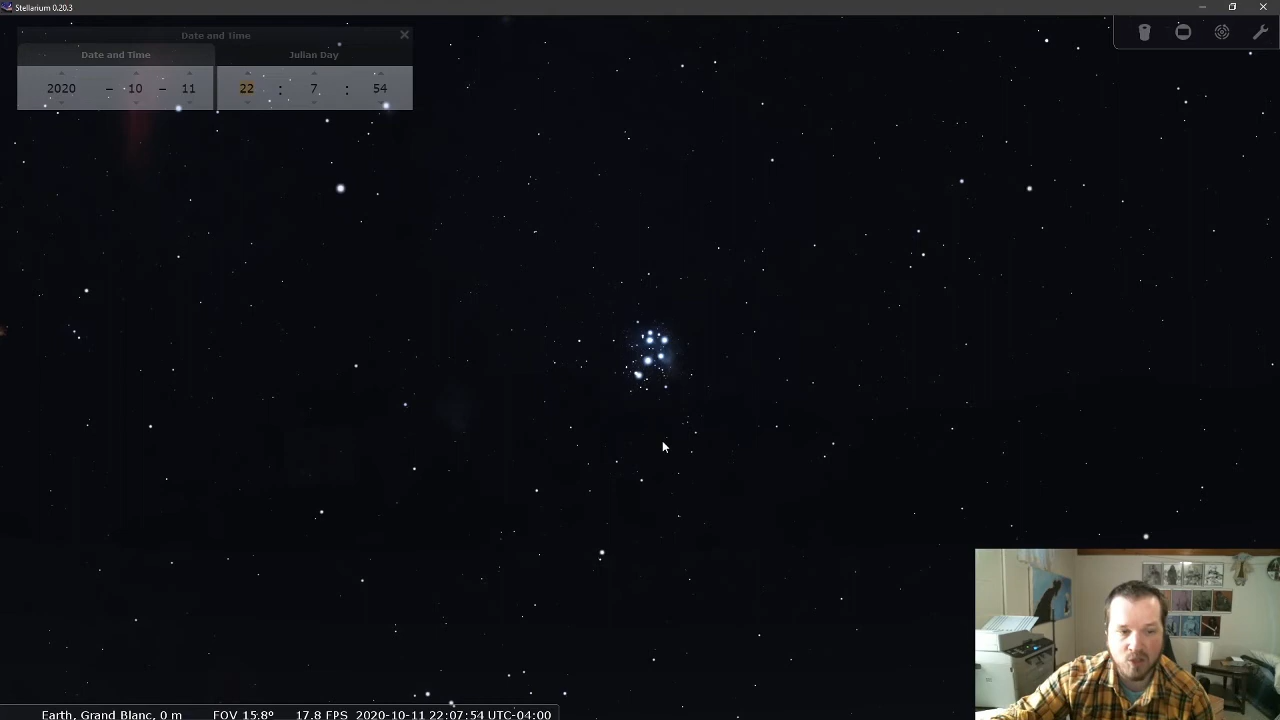 Stellarium 0.20.3
Date and Time
Date and Time Julian Day
2020 - 10 - 11 22 : 7 : 54
Earth, Grand Blanc, 0 m FOV 15.8° 17.8 FPS 2020-10-11 22:07:54 UTC-04:00